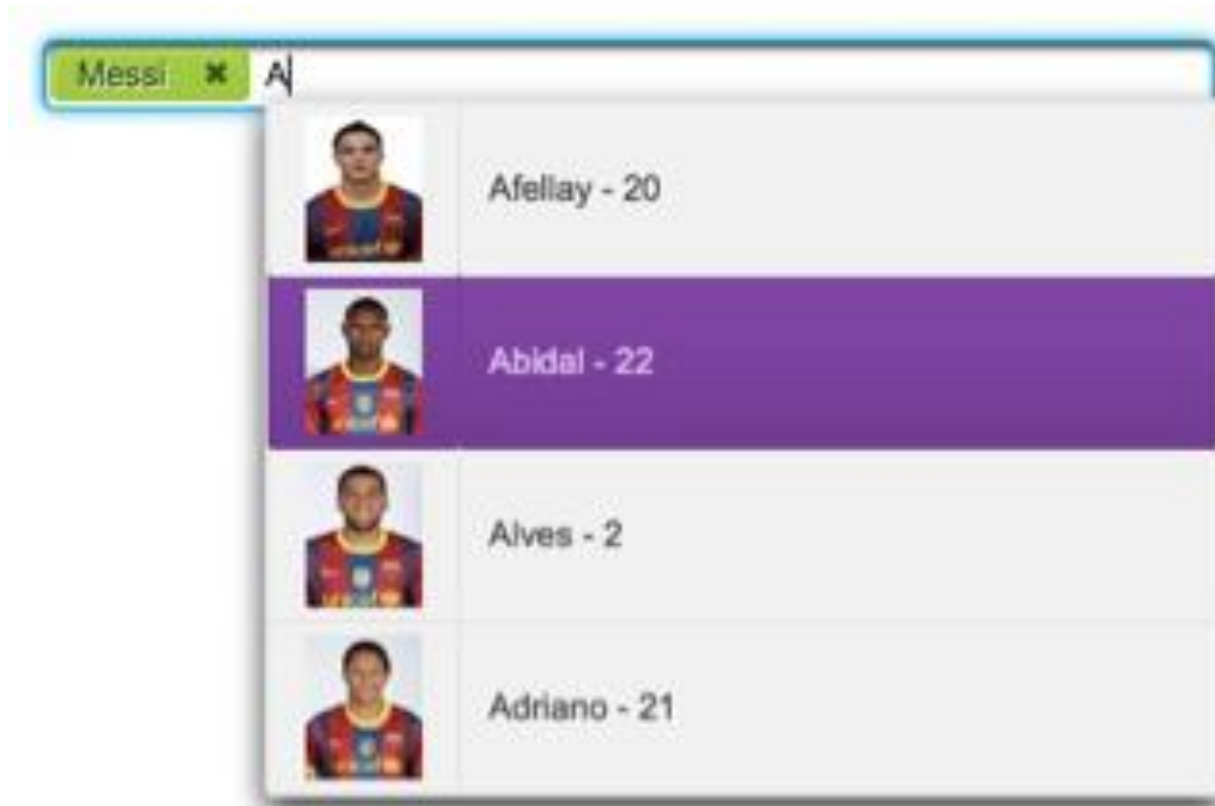 Messi ✖ A
Afellay - 20
Abidal - 22
Alves - 2
Adriano - 21